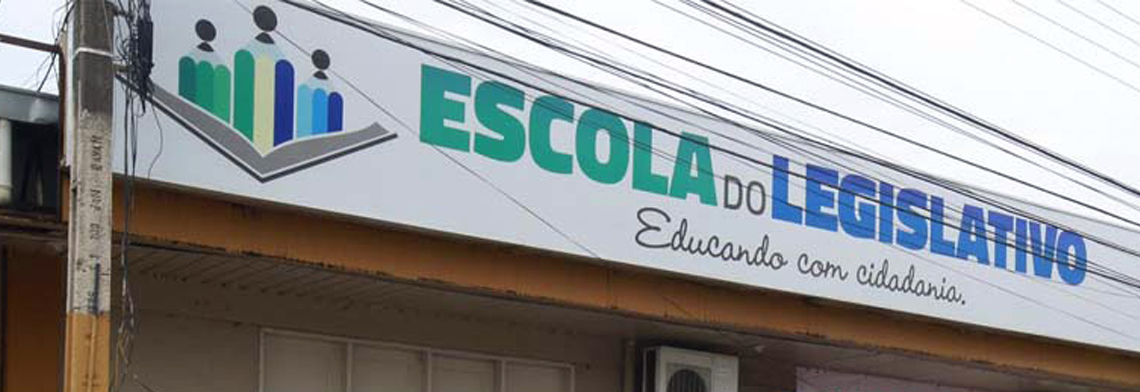 ESCOLA DO LEGISLATIVO
Educando com cidadania.